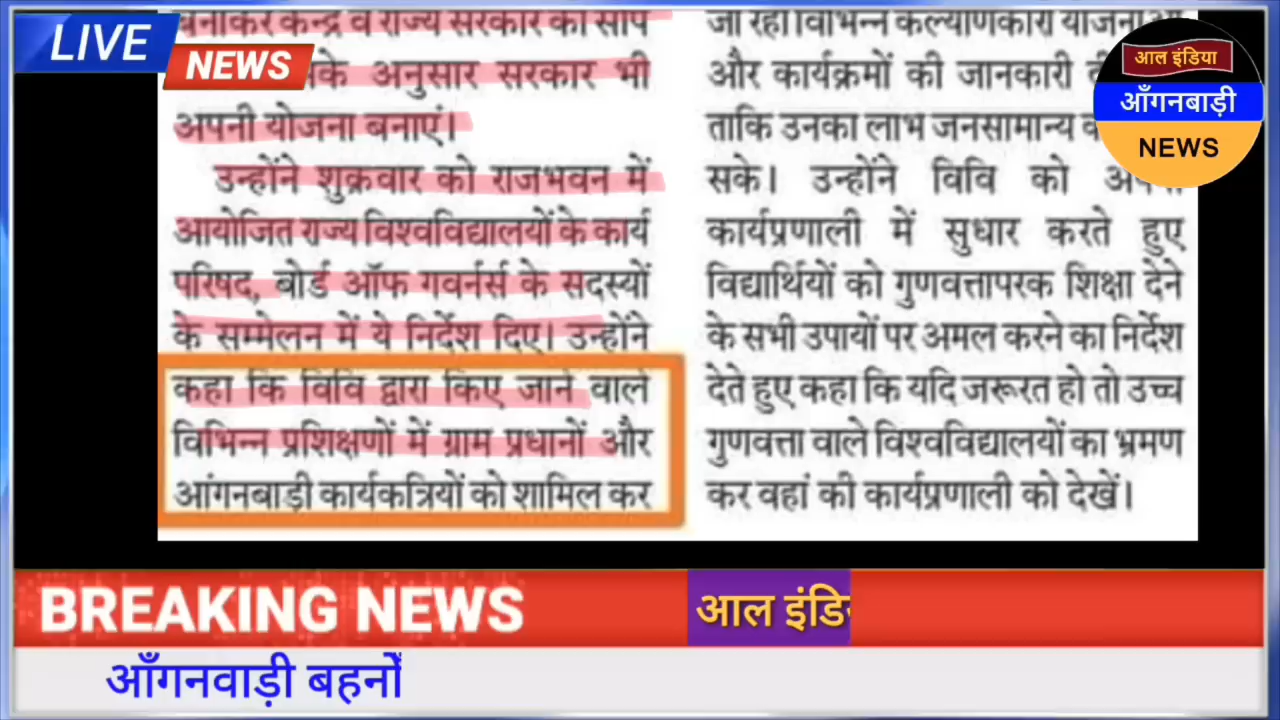 LIVE
NEWS
बनाकर केन्द्र व राज्य सरकार को सौंपे
के अनुसार सरकार भी
अपनी योजना बनाएं।
उन्होंने शुक्रवार को राजभवन में
आयोजित राज्य विश्वविद्यालयों के कार्य
परिषद, बोर्ड ऑफ गवर्नर्स के सदस्यों
के सम्मेलन में ये निर्देश दिए। उन्होंने
कहा कि विवि द्वारा किए जाने वाले
विभिन्न प्रशिक्षणों में ग्राम प्रधानों और
आंगनबाड़ी कार्यकत्रियों को शामिल कर
जा रही विभिन्न कल्याणकारी योजनाओं
और कार्यक्रमों की जानकारी
ताकि उनका लाभ जनसामान्य
सके। उन्होंने विवि को अपनी
कार्यप्रणाली में सुधार करते हुए
विद्यार्थियों को गुणवत्तापरक शिक्षा देने
के सभी उपायों पर अमल करने का निर्देश
देते हुए कहा कि यदि जरूरत हो तो उच्च
गुणवत्ता वाले विश्वविद्यालयों का भ्रमण
कर वहां की कार्यप्रणाली को देखें।
आल इंडिया
आँगनबाड़ी
NEWS
BREAKING NEWS
आल इंडि
आँगनवाड़ी बहनों